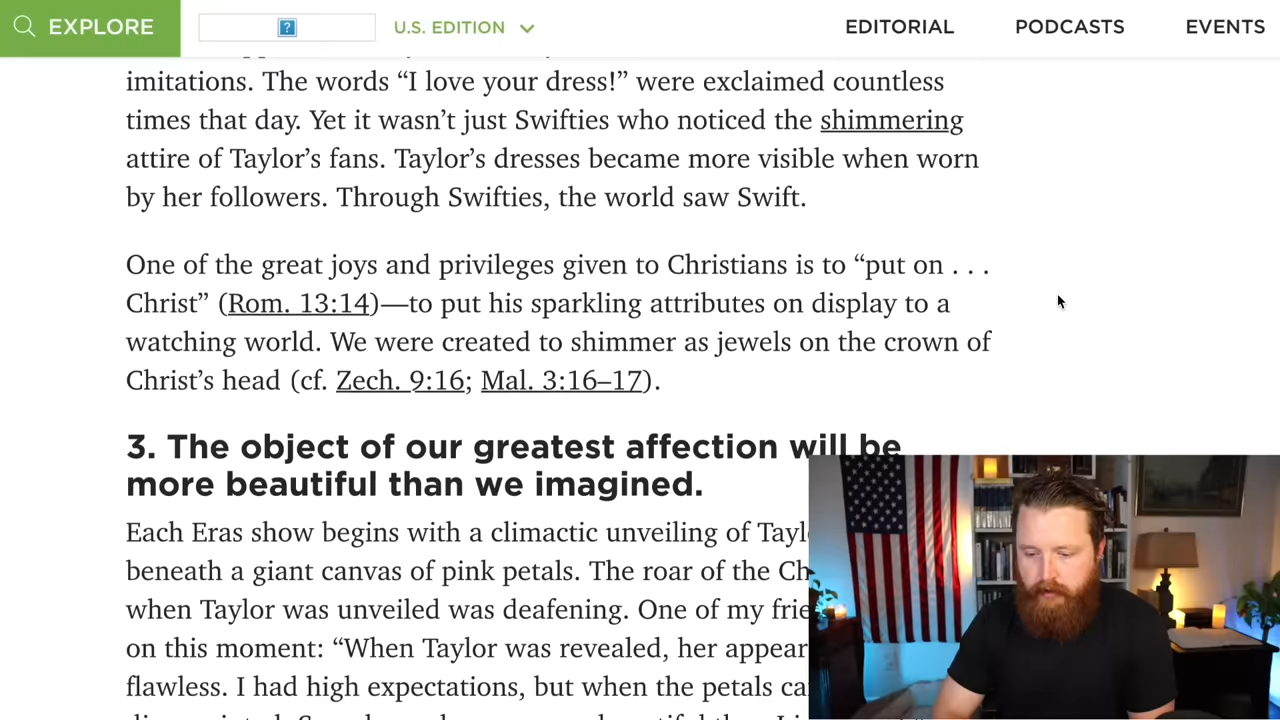 EXPLORE
U.S. EDITION
EDITORIAL
PODCASTS
EVENTS
imitations. The words “I love your dress!” were exclaimed countless
times that day. Yet it wasn’t just Swifties who noticed the shimmering
attire of Taylor’s fans. Taylor’s dresses became more visible when worn
by her followers. Through Swifties, the world saw Swift.
One of the great joys and privileges given to Christians is to “put on . . .
Christ” (Rom. 13:14)—to put his sparkling attributes on display to a
watching world. We were created to shimmer as jewels on the crown of
Christ’s head (cf. Zech. 9:16; Mal. 3:16–17).
3. The object of our greatest affection will be
more beautiful than we imagined.
Each Eras show begins with a climactic unveiling of
beneath a giant canvas of pink petals. The roar of the
when Taylor was unveiled was deafening. One of my
on this moment: “When Taylor was revealed, her
flawless. I had high expectations, but when the petals